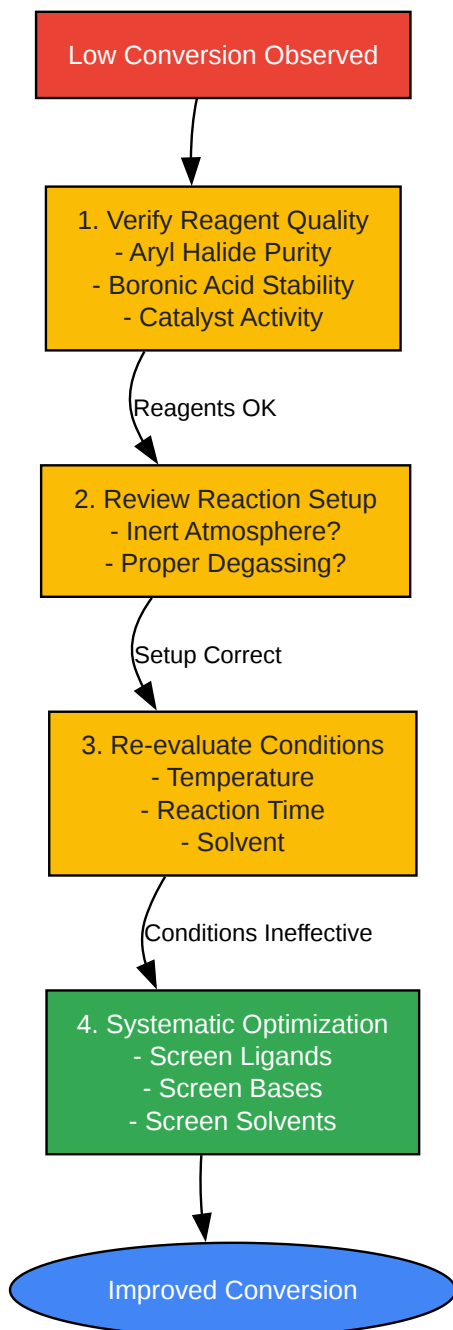 Low Conversion Observed
1. Verify Reagent Quality
- Aryl Halide Purity
- Boronic Acid Stability
- Catalyst Activity
Reagents OK
2. Review Reaction Setup
- Inert Atmosphere?
- Proper Degassing?
Setup Correct
3. Re-evaluate Conditions
- Temperature
- Reaction Time
- Solvent
Conditions Ineffective
4. Systematic Optimization
- Screen Ligands
- Screen Bases
- Screen Solvents
Improved Conversion